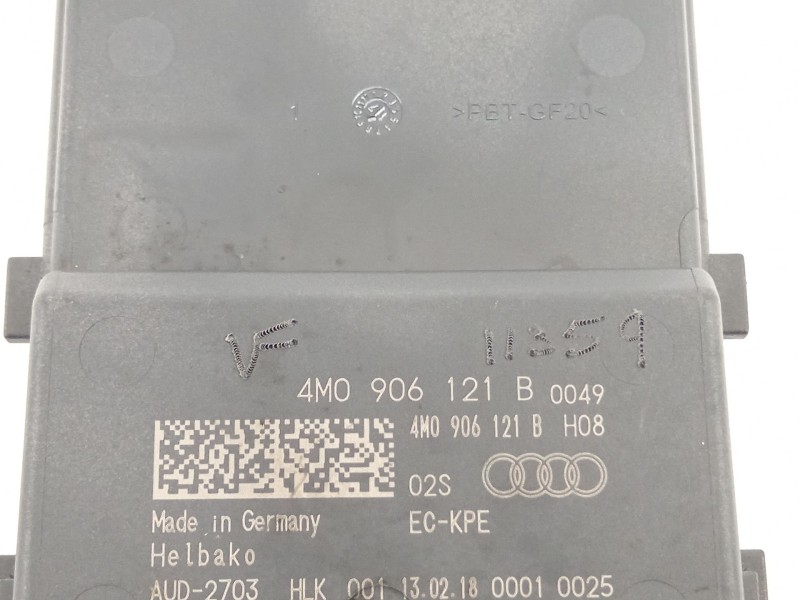 1 >PBT-GF20<
VF 11359
4M0 906 121 B 0049
4M0 906 121 B H08
02S
Made in Germany EC-KPE
Helbako
AUD-2703 HLK 001 13.02.18 0001 0025